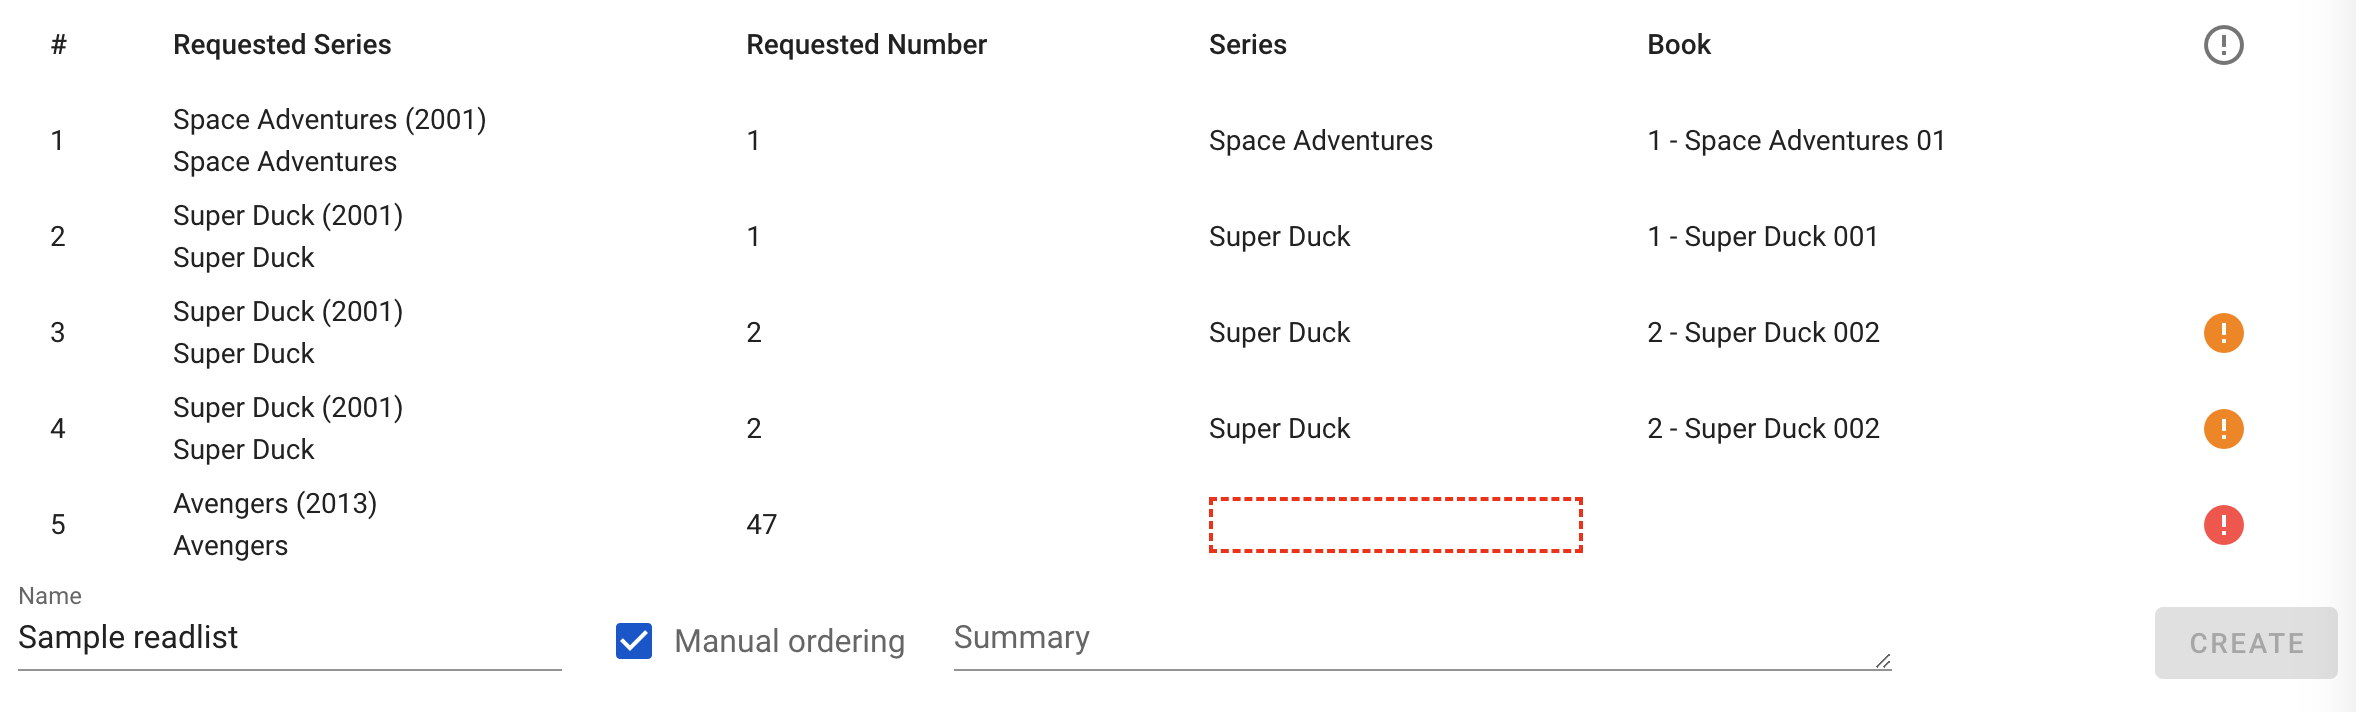 # Requested Series Requested Number Series Book
1 Space Adventures (2001) 1 Space Adventures 1 - Space Adventures 01
Space Adventures
2 Super Duck (2001) 1 Super Duck 1 - Super Duck 001
Super Duck
3 Super Duck (2001) 2 Super Duck 2 - Super Duck 002
Super Duck
4 Super Duck (2001) 2 Super Duck 2 - Super Duck 002
Super Duck
5 Avengers (2013) 47
Avengers
Name
Sample readlist Manual ordering Summary CREATE